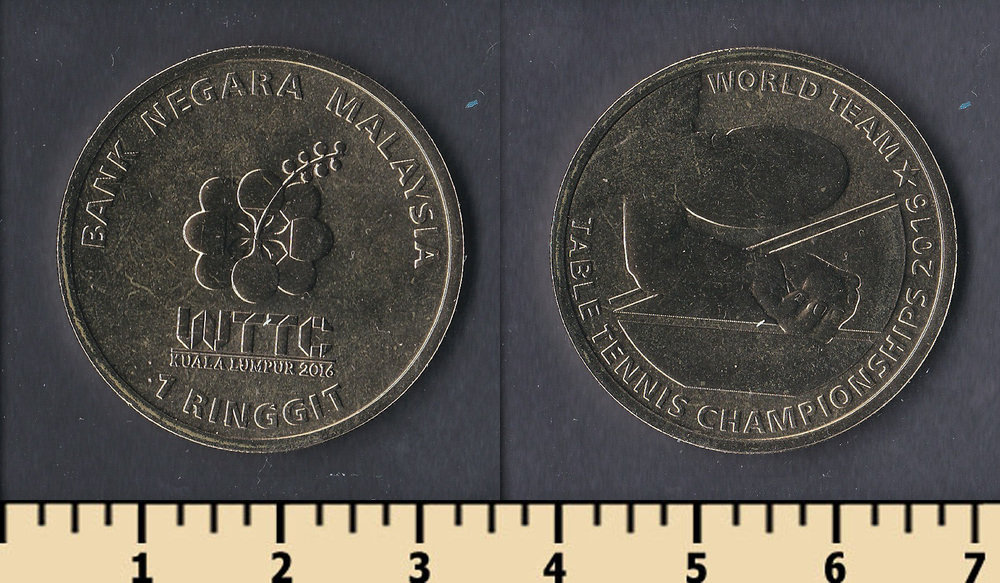 BANK NEGARA MALAYSIA
WTTC
KUALA LUMPUR 2016
1 RINGGIT
WORLD TEAM
TABLE TENNIS CHAMPIONSHIPS 2016
1 2 3 4 5 6 7